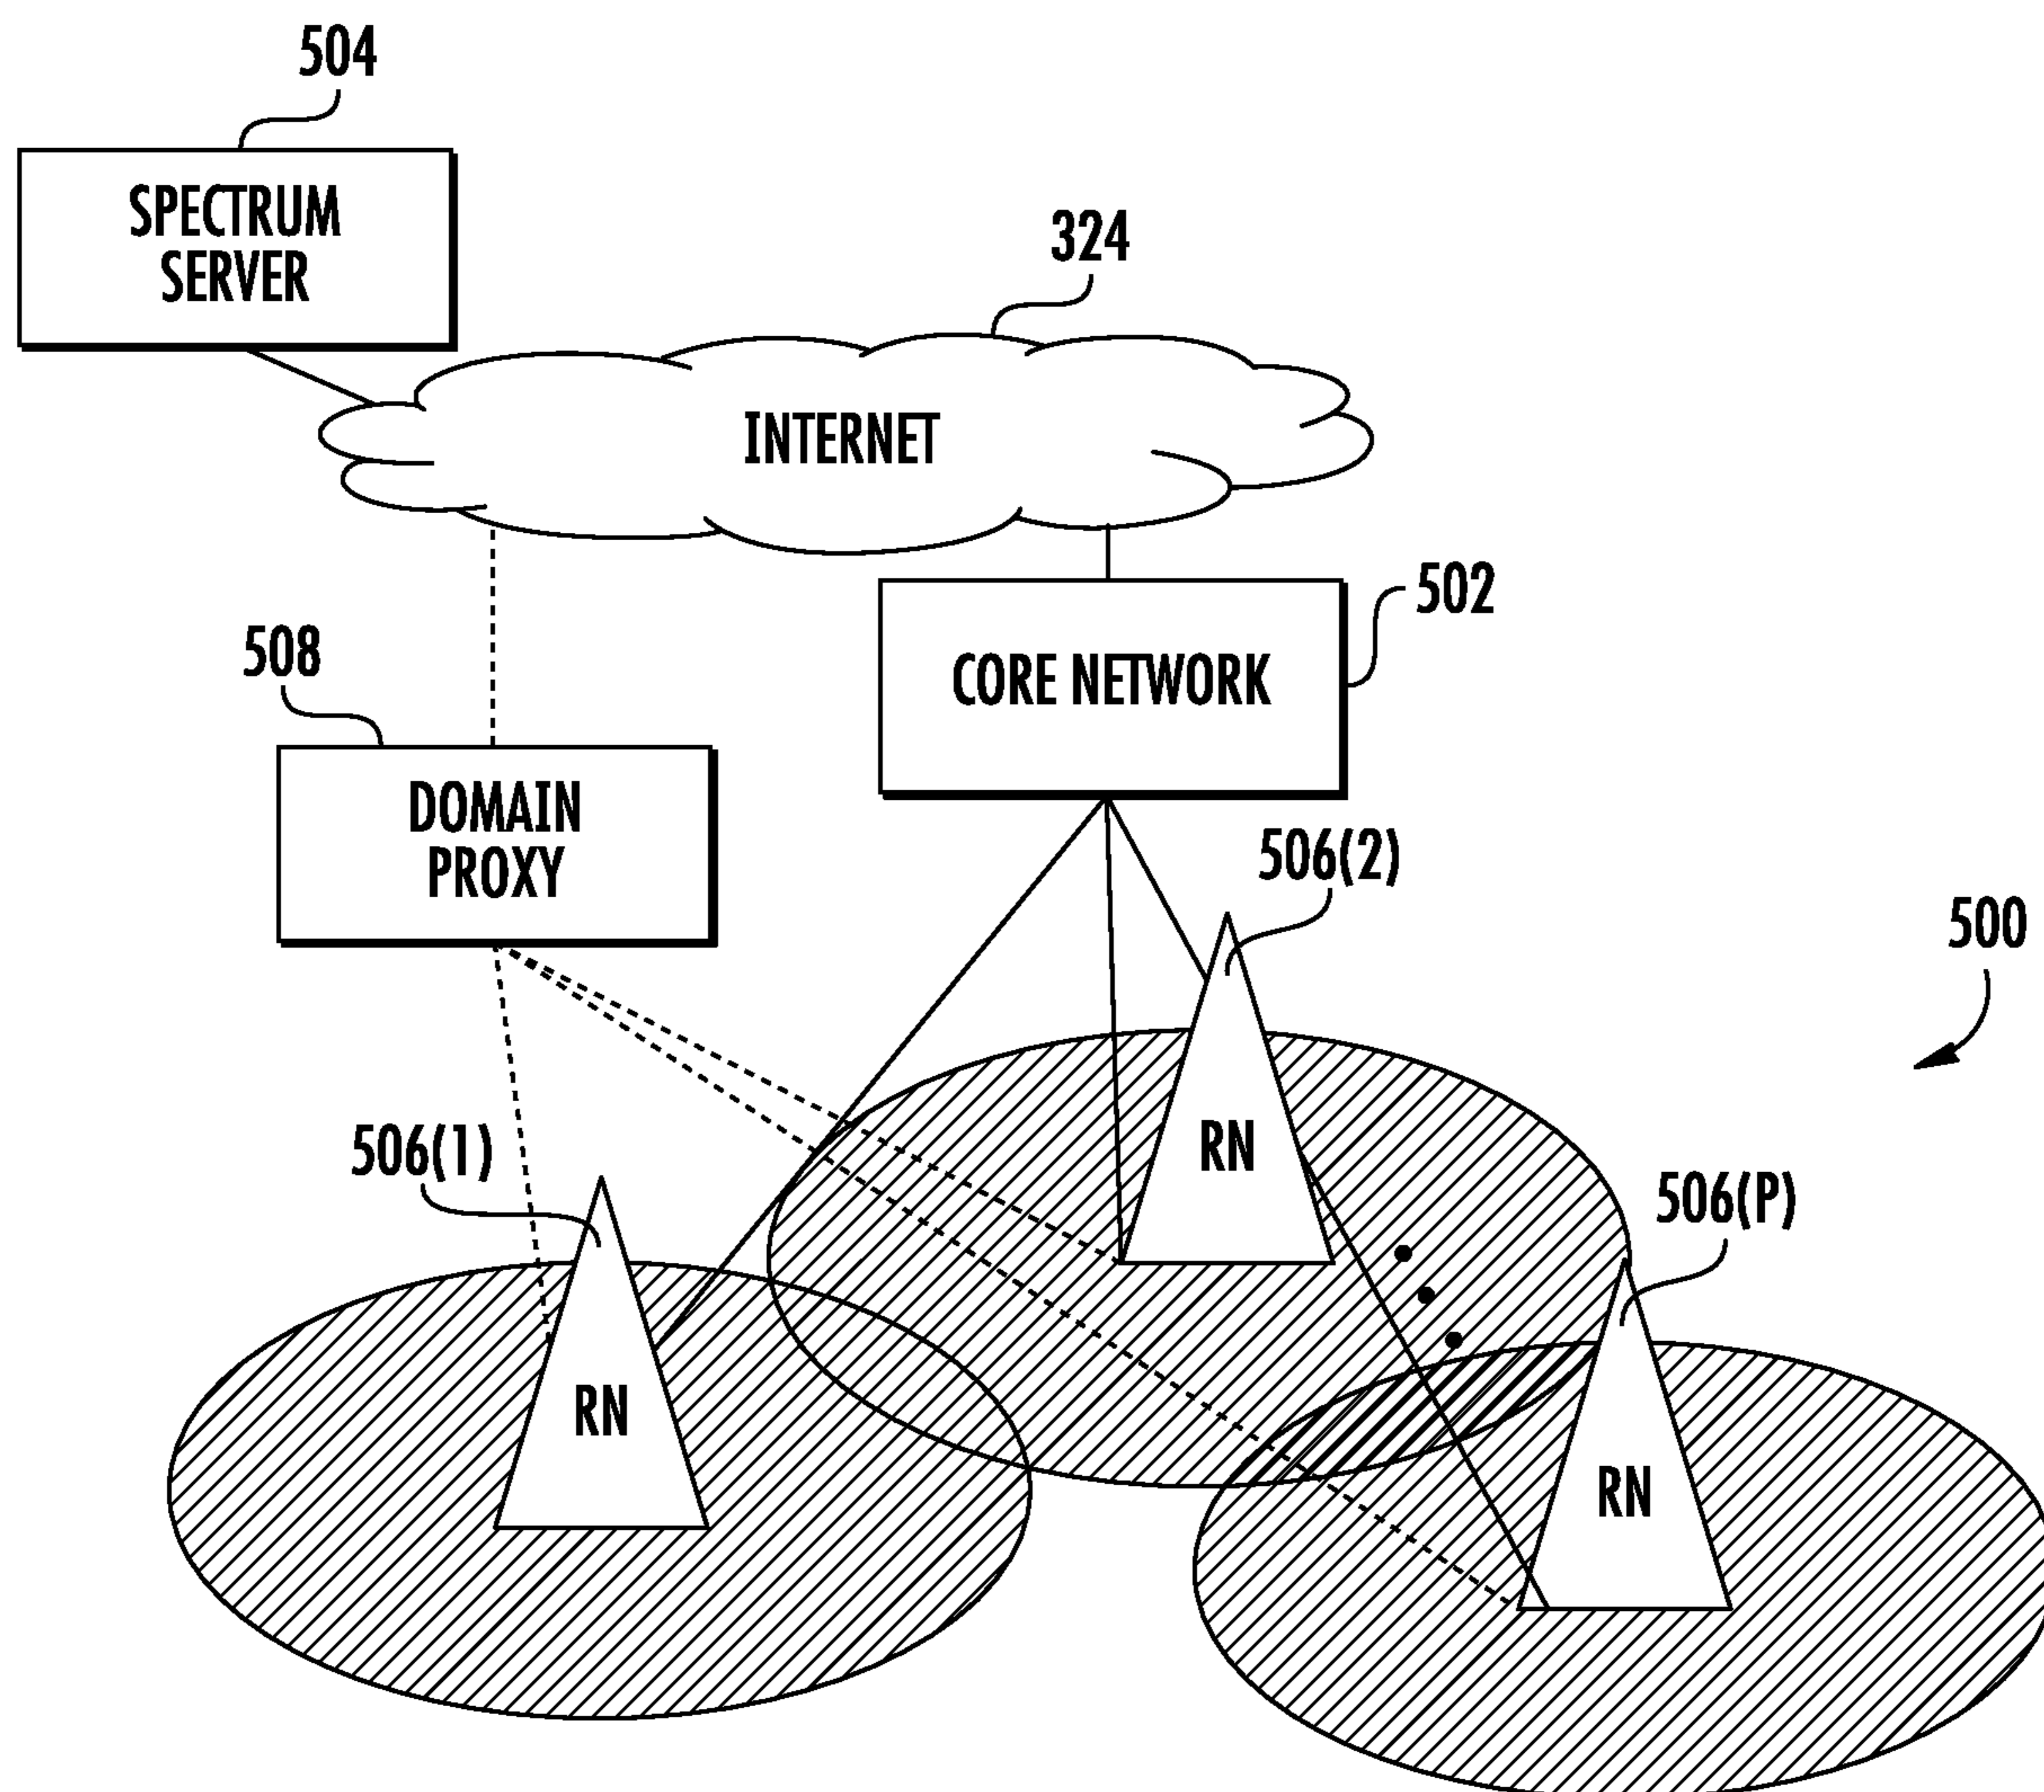 504
SPECTRUM
SERVER
324
INTERNET
502
CORE NETWORK
508
DOMAIN
PROXY
506(2)
500
506(1)
RN
506(P)
RN
RN